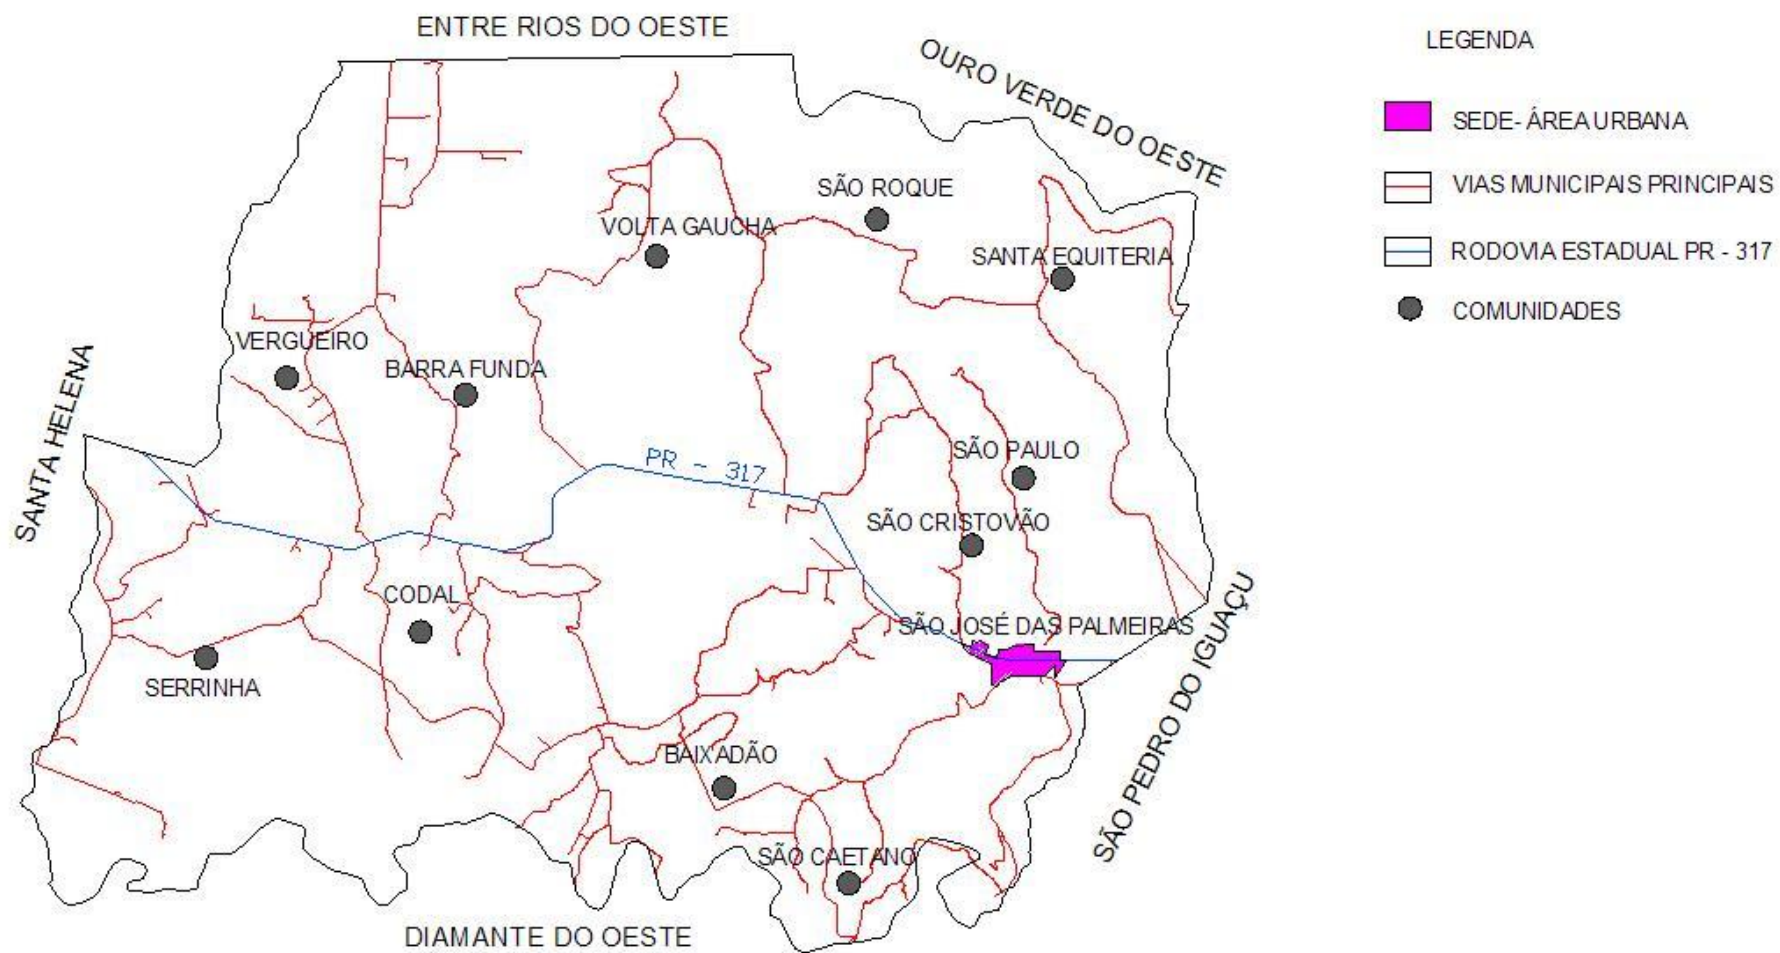 ENTRE RIOS DO OESTE
OURO VERDE DO OESTE
LEGENDA
SEDE- ÁREA URBANA
VIAS MUNICIPAIS PRINCIPAIS
RODOVIA ESTADUAL PR - 317
COMUNIDADES
SÃO ROQUE
VOLTA GAUCHA
SANTA EQUITERIA
VERGUEIRO
BARRA FUNDA
SANTA HELENA
PR - 317
SÃO PAULO
SÃO CRISTOVÃO
CODAL
SÃO JOSÉ DAS PALMEIRAS
SERRINHA
SÃO PEDRO DO IGUAÇU
BAIXADÃO
SÃO CAETANO
DIAMANTE DO OESTE